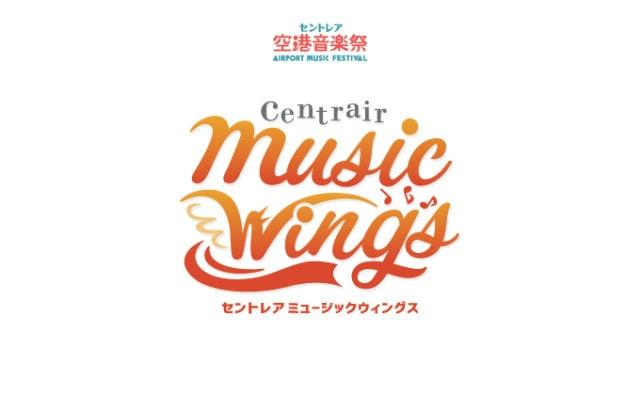 セントレア
空港音楽祭
AIRPORT MUSIC FESTIVAL
Centrair
Music
Wings
セントレア ミュージックウィングス